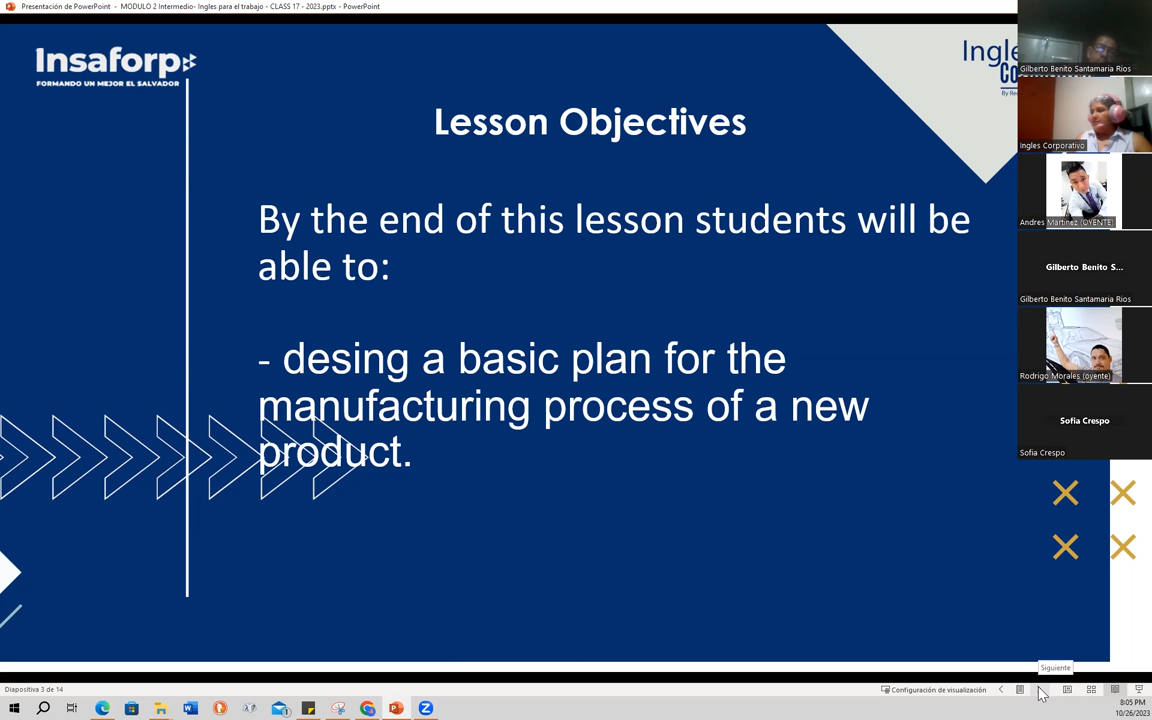 Presentación de PowerPoint - MODULO 2 Intermedio- Ingles para el trabajo - CLASS 17 - 2023.pptx - PowerPoint
Insaforp
FORMANDO UN MEJOR EL SALVADOR
Lesson Objectives
By the end of this lesson students will be
able to:
- desing a basic plan for the
manufacturing process of a new
product.
Gilberto Benito Santamaria Rios
Ingles Corporativo
Andres Martinez (OYENTE)
Gilberto Benito S...
Gilberto Benito Santamaria Rios
Rodrigo Morales (oyente)
Sofia Crespo
Sofia Crespo
Siguiente
Diapositiva 3 de 14
Configuración de visualización
8:05 PM
10/26/2023